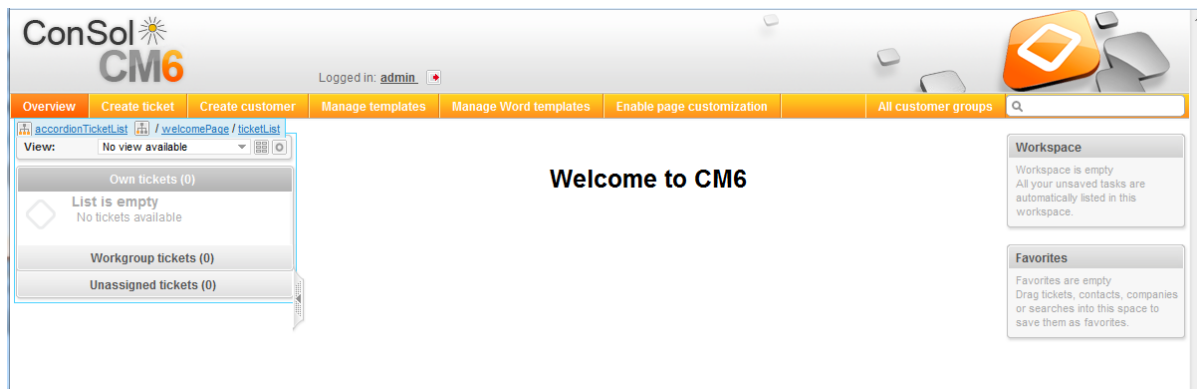 ConSol
CM6
Logged in: admin
Overview Create ticket Create customer Manage templates Manage Word templates Enable page customization All customer groups
accordionTicketList / welcomePage / ticketList
View: No view available
Own tickets (0)
List is empty
No tickets available
Workgroup tickets (0)
Unassigned tickets (0)
Welcome to CM6
Workspace
Workspace is empty
All your unsaved tasks are
automatically listed in this
workspace.
Favorites
Favorites are empty
Drag tickets, contacts, companies
or searches into this space to
save them as favorites.